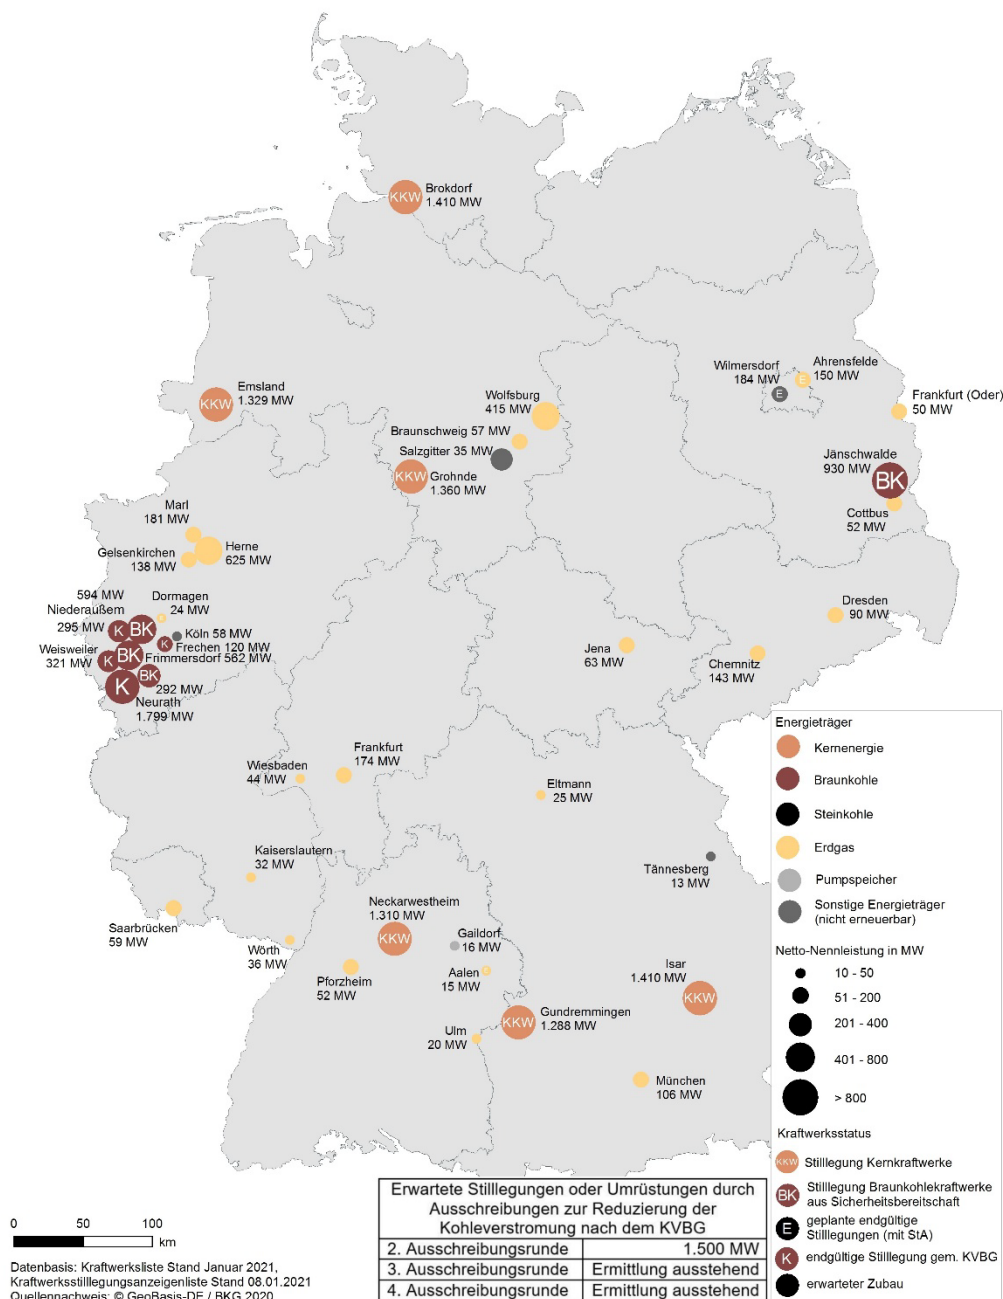 KKW
Brokdorf
1.410 MW
Wilmersdorf
184 MW
E
Ahrensfelde
150 MW
E
Frankfurt (Oder)
50 MW
Emsland
1.329 MW
KKW
Wolfsburg
415 MW
Braunschweig 57 MW
Salzgitter 35 MW
KKW
Grohnde
1.360 MW
Jänschwalde
930 MW
BK
Cottbus
52 MW
Marl
181 MW
Gelsenkirchen
138 MW
Herne
625 MW
594 MW
Niederaußem
295 MW
K
BK
Dormagen
24 MW
Köln 58 MW
K
Frechen 120 MW
Weisweiler
321 MW
K
BK
Frimmersdorf 562 MW
BK
292 MW
K
Neurath
1.799 MW
Dresden
90 MW
Jena
63 MW
Chemnitz
143 MW
Wiesbaden
44 MW
Frankfurt
174 MW
Eltmann
25 MW
Kaiserslautern
32 MW
Tännesberg
13 MW
Saarbrücken
59 MW
Wörth
36 MW
Neckarwestheim
1.310 MW
KKW
Gaildorf
16 MW
Pforzheim
52 MW
Aalen
15 MW
E
Isar
1.410 MW
KKW
KKW
Gundremmingen
1.288 MW
Ulm
20 MW
München
106 MW
Energieträger
Kernenergie
Braunkohle
Steinkohle
Erdgas
Pumpspeicher
Sonstige Energieträger
(nicht erneuerbar)
Netto-Nennleistung in MW
10 - 50
51 - 200
201 - 400
401 - 800
> 800
Kraftwerksstatus
KKW Stilllegung Kernkraftwerke
BK Stilllegung Braunkohlekraftwerke
aus Sicherheitsbereitschaft
E geplante endgültige
Stilllegungen (mit StA)
K endgültige Stilllegung gem. KVBG
erwarteter Zubau
Erwartete Stilllegungen oder Umrüstungen durch
Ausschreibungen zur Reduzierung der
Kohleverstromung nach dem KVBG
2. Ausschreibungsrunde 1.500 MW
3. Ausschreibungsrunde Ermittlung ausstehend
4. Ausschreibungsrunde Ermittlung ausstehend
0 50 100
km
Datenbasis: Kraftwerksliste Stand Januar 2021,
Kraftwerksstilllegungsanzeigenliste Stand 08.01.2021
Quellennachweis: © GeoBasis-DE / BKG 2020